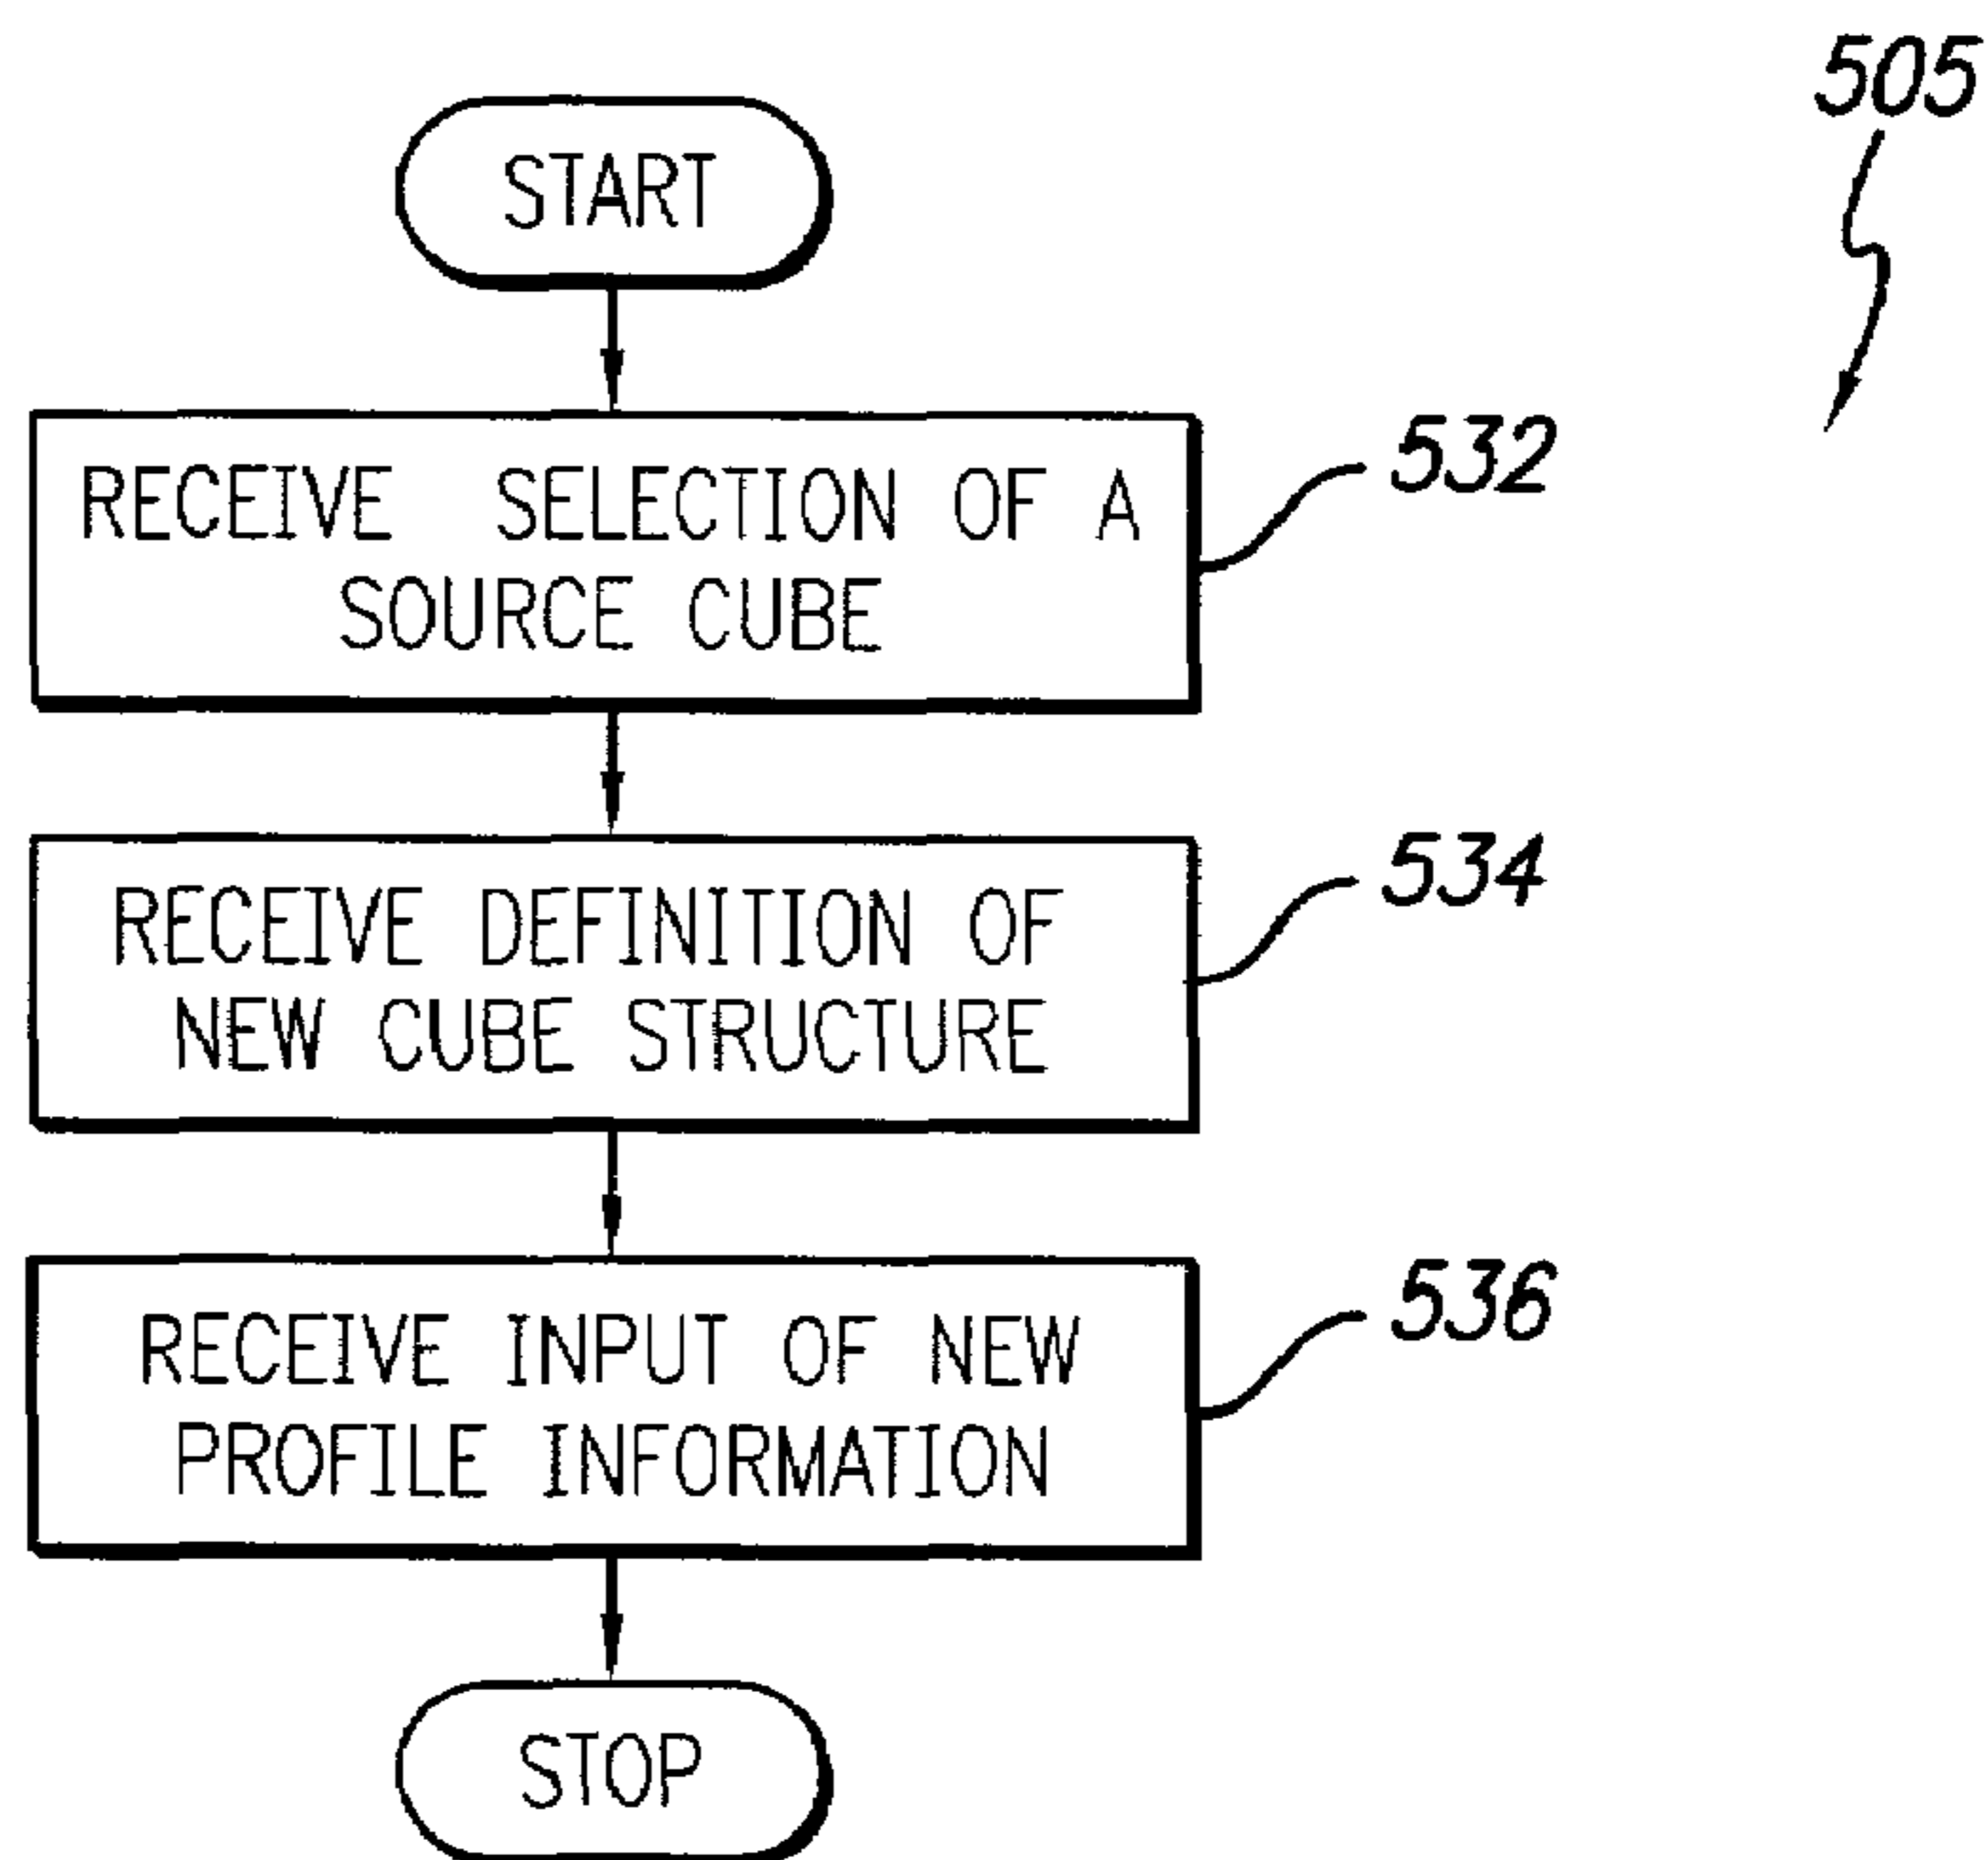 505
START
RECEIVE SELECTION OF A
SOURCE CUBE
532
RECEIVE DEFINITION OF
NEW CUBE STRUCTURE
534
RECEIVE INPUT OF NEW
PROFILE INFORMATION
536
STOP